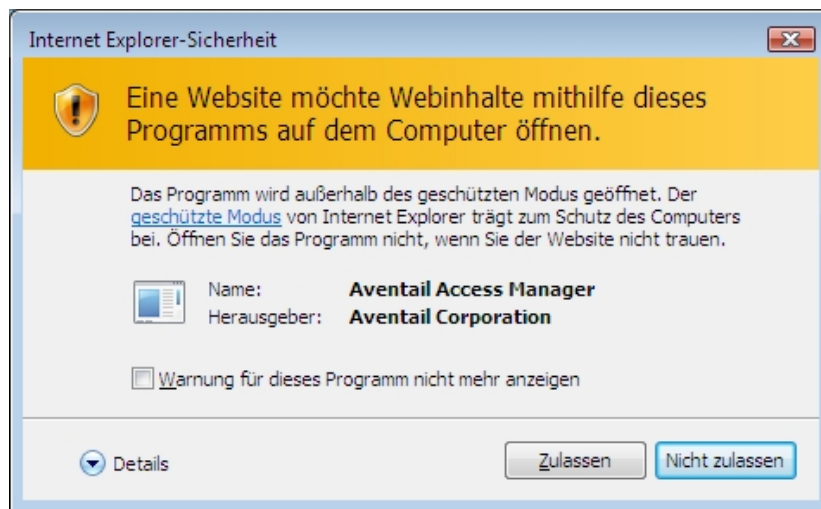 Internet Explorer-Sicherheit
Eine Website möchte Webinhalte mithilfe dieses
Programms auf dem Computer öffnen.
Das Programm wird außerhalb des geschützten Modus geöffnet. Der
geschützte Modus von Internet Explorer trägt zum Schutz des Computers
bei. Öffnen Sie das Programm nicht, wenn Sie der Website nicht trauen.
Name: Aventail Access Manager
Herausgeber: Aventail Corporation
Warnung für dieses Programm nicht mehr anzeigen
Details Zulassen Nicht zulassen